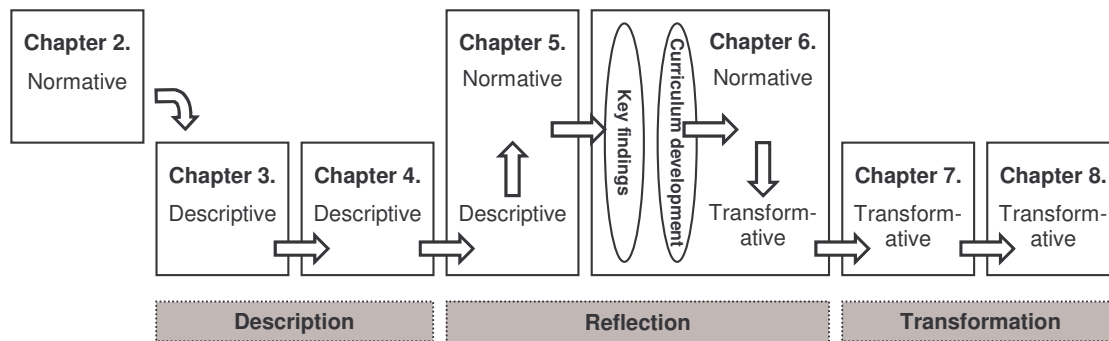 Chapter 2.
Normative
Chapter 3.
Descriptive
Chapter 4.
Descriptive
Chapter 5.
Normative
Descriptive
Key findings
Curriculum development
Chapter 6.
Normative
Transform-
ative
Chapter 7.
Transform-
ative
Chapter 8.
Transform-
ative
Description
Reflection
Transformation